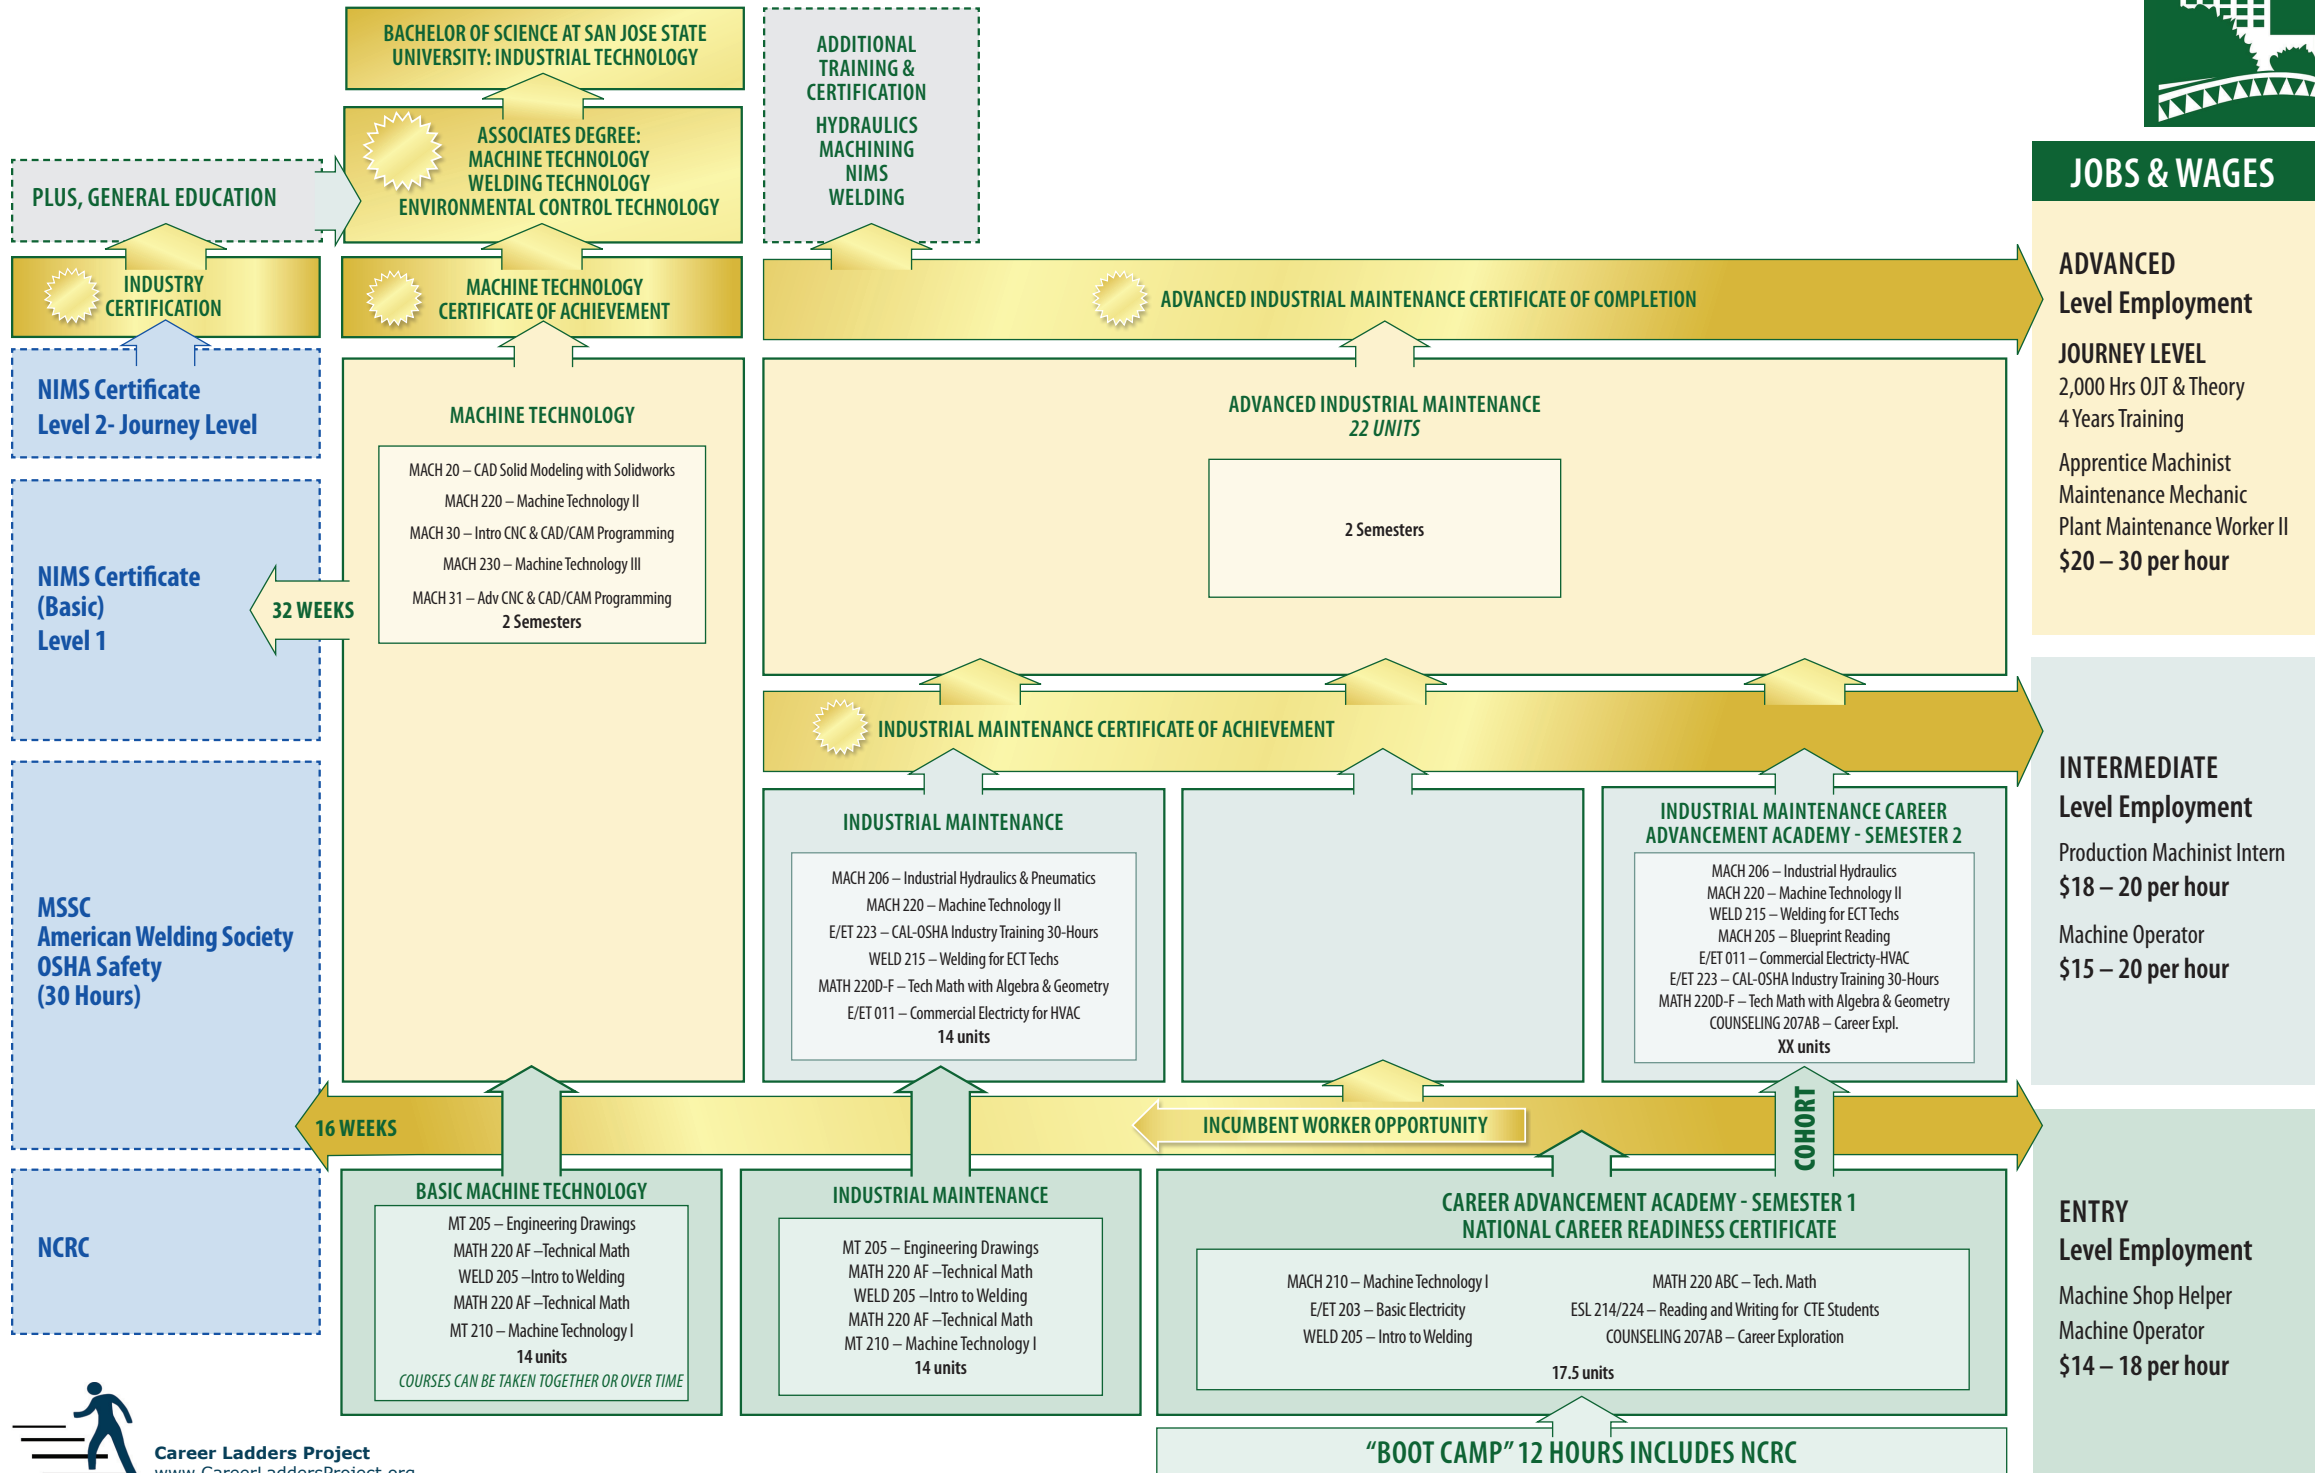 BACHELOR OF SCIENCE AT SAN JOSE STATE
UNIVERSITY: INDUSTRIAL TECHNOLOGY
ADDITIONAL
TRAINING &
CERTIFICATION
HYDRAULICS
MACHINING
NIMS
WELDING
ASSOCIATES DEGREE:
MACHINE TECHNOLOGY
WELDING TECHNOLOGY
ENVIRONMENTAL CONTROL TECHNOLOGY
PLUS, GENERAL EDUCATION
INDUSTRY
CERTIFICATION
MACHINE TECHNOLOGY
CERTIFICATE OF ACHIEVEMENT
ADVANCED INDUSTRIAL MAINTENANCE CERTIFICATE OF COMPLETION
JOBS & WAGES
ADVANCED
Level Employment
JOURNEY LEVEL
2,000 Hrs OJT & Theory
4 Years Training
Apprentice Machinist
Maintenance Mechanic
Plant Maintenance Worker II
$20 – 30 per hour
NIMS Certificate
Level 2- Journey Level
NIMS Certificate
(Basic)
Level 1
32 WEEKS
MACHINE TECHNOLOGY
MACH 20 – CAD Solid Modeling with Solidworks
MACH 220 – Machine Technology II
MACH 30 – Intro CNC & CAD/CAM Programming
MACH 230 – Machine Technology III
MACH 31 – Adv CNC & CAD/CAM Programming
2 Semesters
ADVANCED INDUSTRIAL MAINTENANCE
22 UNITS
2 Semesters
INDUSTRIAL MAINTENANCE CERTIFICATE OF ACHIEVEMENT
INTERMEDIATE
Level Employment
Production Machinist Intern
$18 – 20 per hour
Machine Operator
$15 – 20 per hour
MSSC
American Welding Society
OSHA Safety
(30 Hours)
INDUSTRIAL MAINTENANCE
MACH 206 – Industrial Hydraulics & Pneumatics
MACH 220 – Machine Technology II
E/ET 223 – CAL-OSHA Industry Training 30-Hours
WELD 215 – Welding for ECT Techs
MATH 220D-F – Tech Math with Algebra & Geometry
E/ET 011 – Commercial Electricty for HVAC
14 units
INDUSTRIAL MAINTENANCE CAREER
ADVANCEMENT ACADEMY - SEMESTER 2
MACH 206 – Industrial Hydraulics
MACH 220 – Machine Technology II
WELD 215 – Welding for ECT Techs
MACH 205 – Blueprint Reading
E/ET 011 – Commercial Electricty-HVAC
E/ET 223 – CAL-OSHA Industry Training 30-Hours
MATH 220D-F – Tech Math with Algebra & Geometry
COUNSELING 207AB – Career Expl.
XX units
16 WEEKS
INCUMBENT WORKER OPPORTUNITY
COHORT
NCRC
BASIC MACHINE TECHNOLOGY
MT 205 – Engineering Drawings
MATH 220 AF –Technical Math
WELD 205 –Intro to Welding
MATH 220 AF –Technical Math
MT 210 – Machine Technology I
14 units
COURSES CAN BE TAKEN TOGETHER OR OVER TIME
INDUSTRIAL MAINTENANCE
MT 205 – Engineering Drawings
MATH 220 AF –Technical Math
WELD 205 –Intro to Welding
MATH 220 AF –Technical Math
MT 210 – Machine Technology I
14 units
CAREER ADVANCEMENT ACADEMY - SEMESTER 1
NATIONAL CAREER READINESS CERTIFICATE
MACH 210 – Machine Technology I
E/ET 203 – Basic Electricity
WELD 205 – Intro to Welding
MATH 220 ABC – Tech. Math
ESL 214/224 – Reading and Writing for CTE Students
COUNSELING 207AB – Career Exploration
17.5 units
ENTRY
Level Employment
Machine Shop Helper
Machine Operator
$14 – 18 per hour
"BOOT CAMP" 12 HOURS INCLUDES NCRC
Career Ladders Project
www.CareerLaddersProject.org